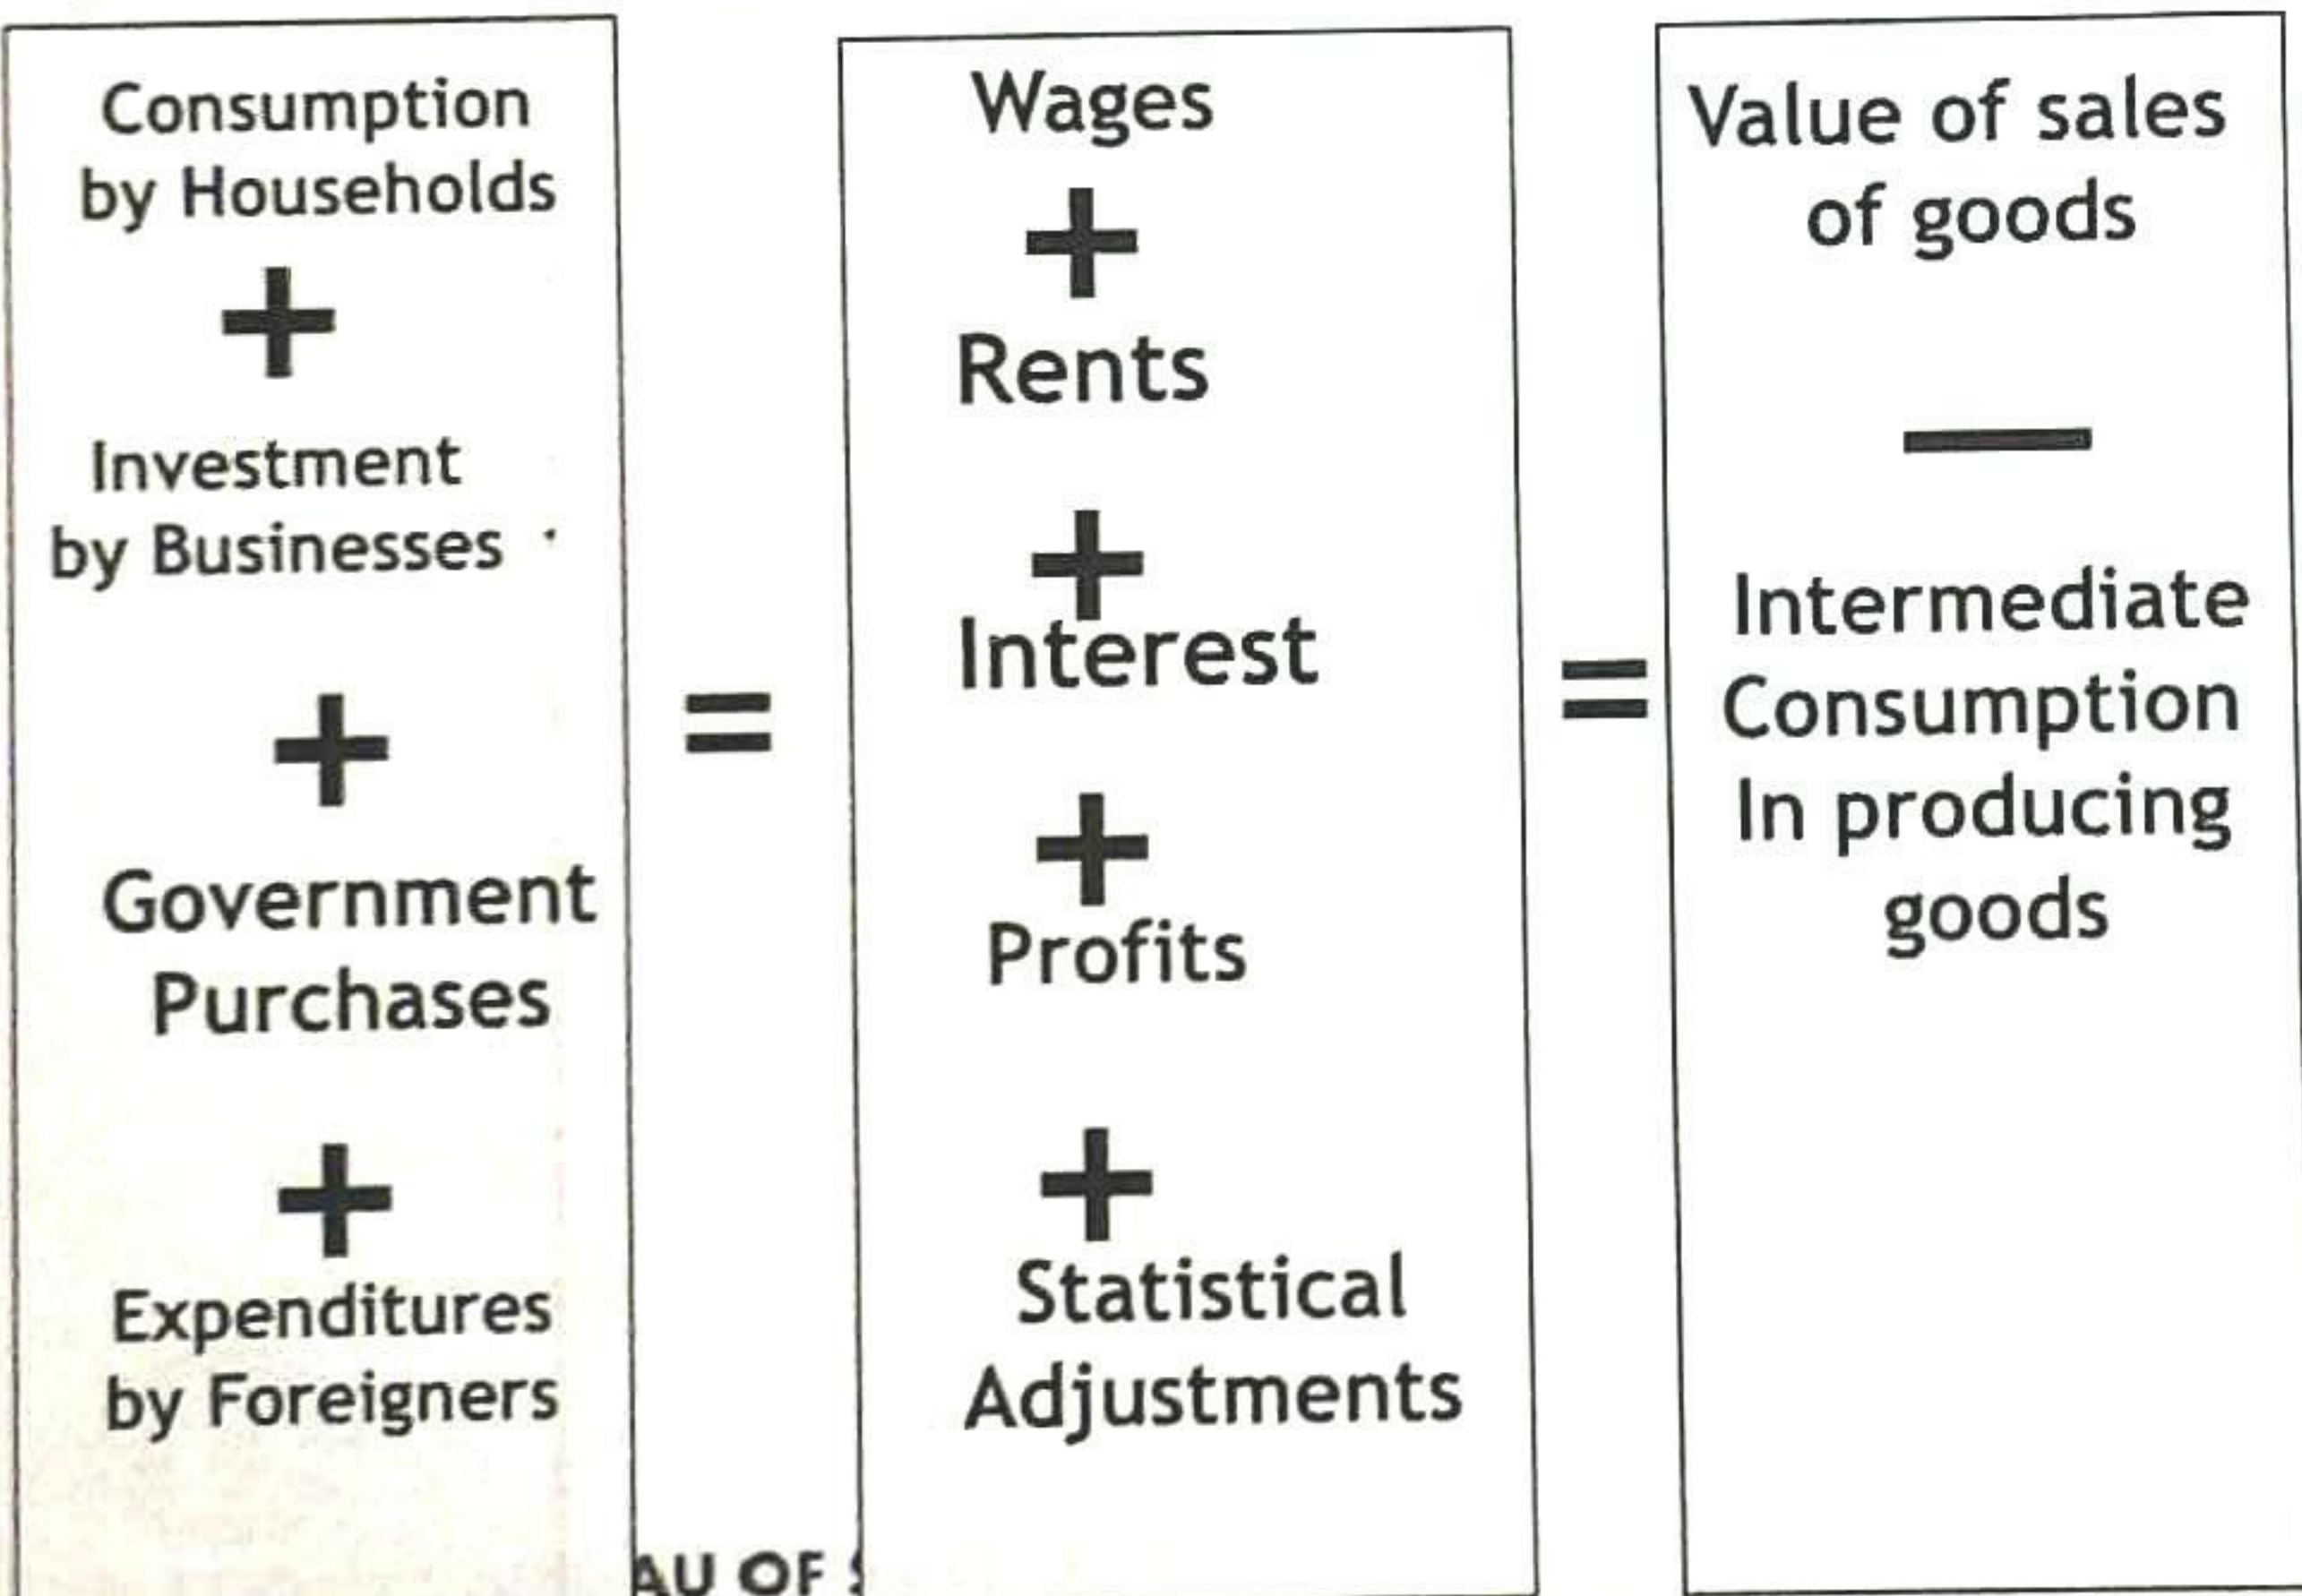 Consumption
by Households
+
Investment
by Businesses
+
Government
Purchases
+
Expenditures
by Foreigners
=
Wages
+
Rents
+
Interest
+
Profits
+
Statistical
Adjustments
=
Value of sales
of goods
—
Intermediate
Consumption
In producing
goods
OF